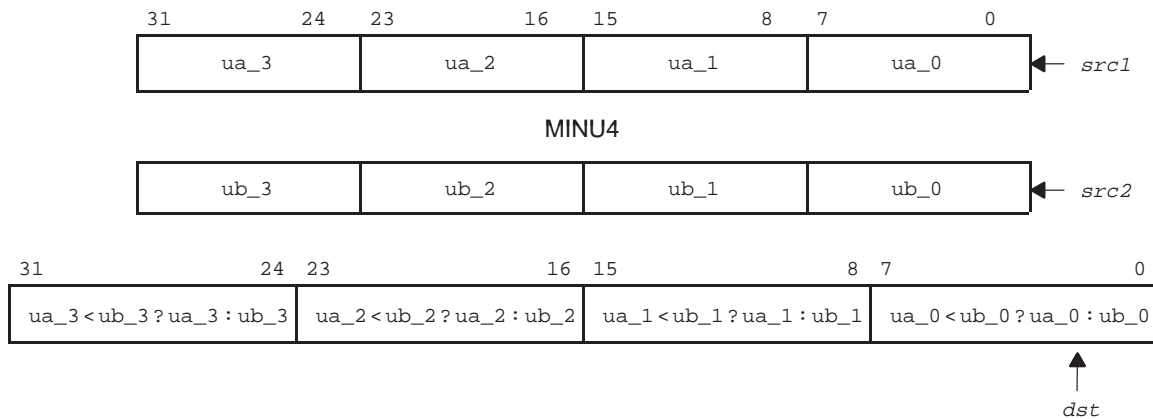 31 24 23 16 15 8 7 0
ua_3 ua_2 ua_1 ua_0 src1
MINU4
ub_3 ub_2 ub_1 ub_0 src2
31 24 23 16 15 8 7 0
ua_3<ub_3?ua_3:ub_3 ua_2<ub_2?ua_2:ub_2 ua_1<ub_1?ua_1:ub_1 ua_0<ub_0?ua_0:ub_0
dst